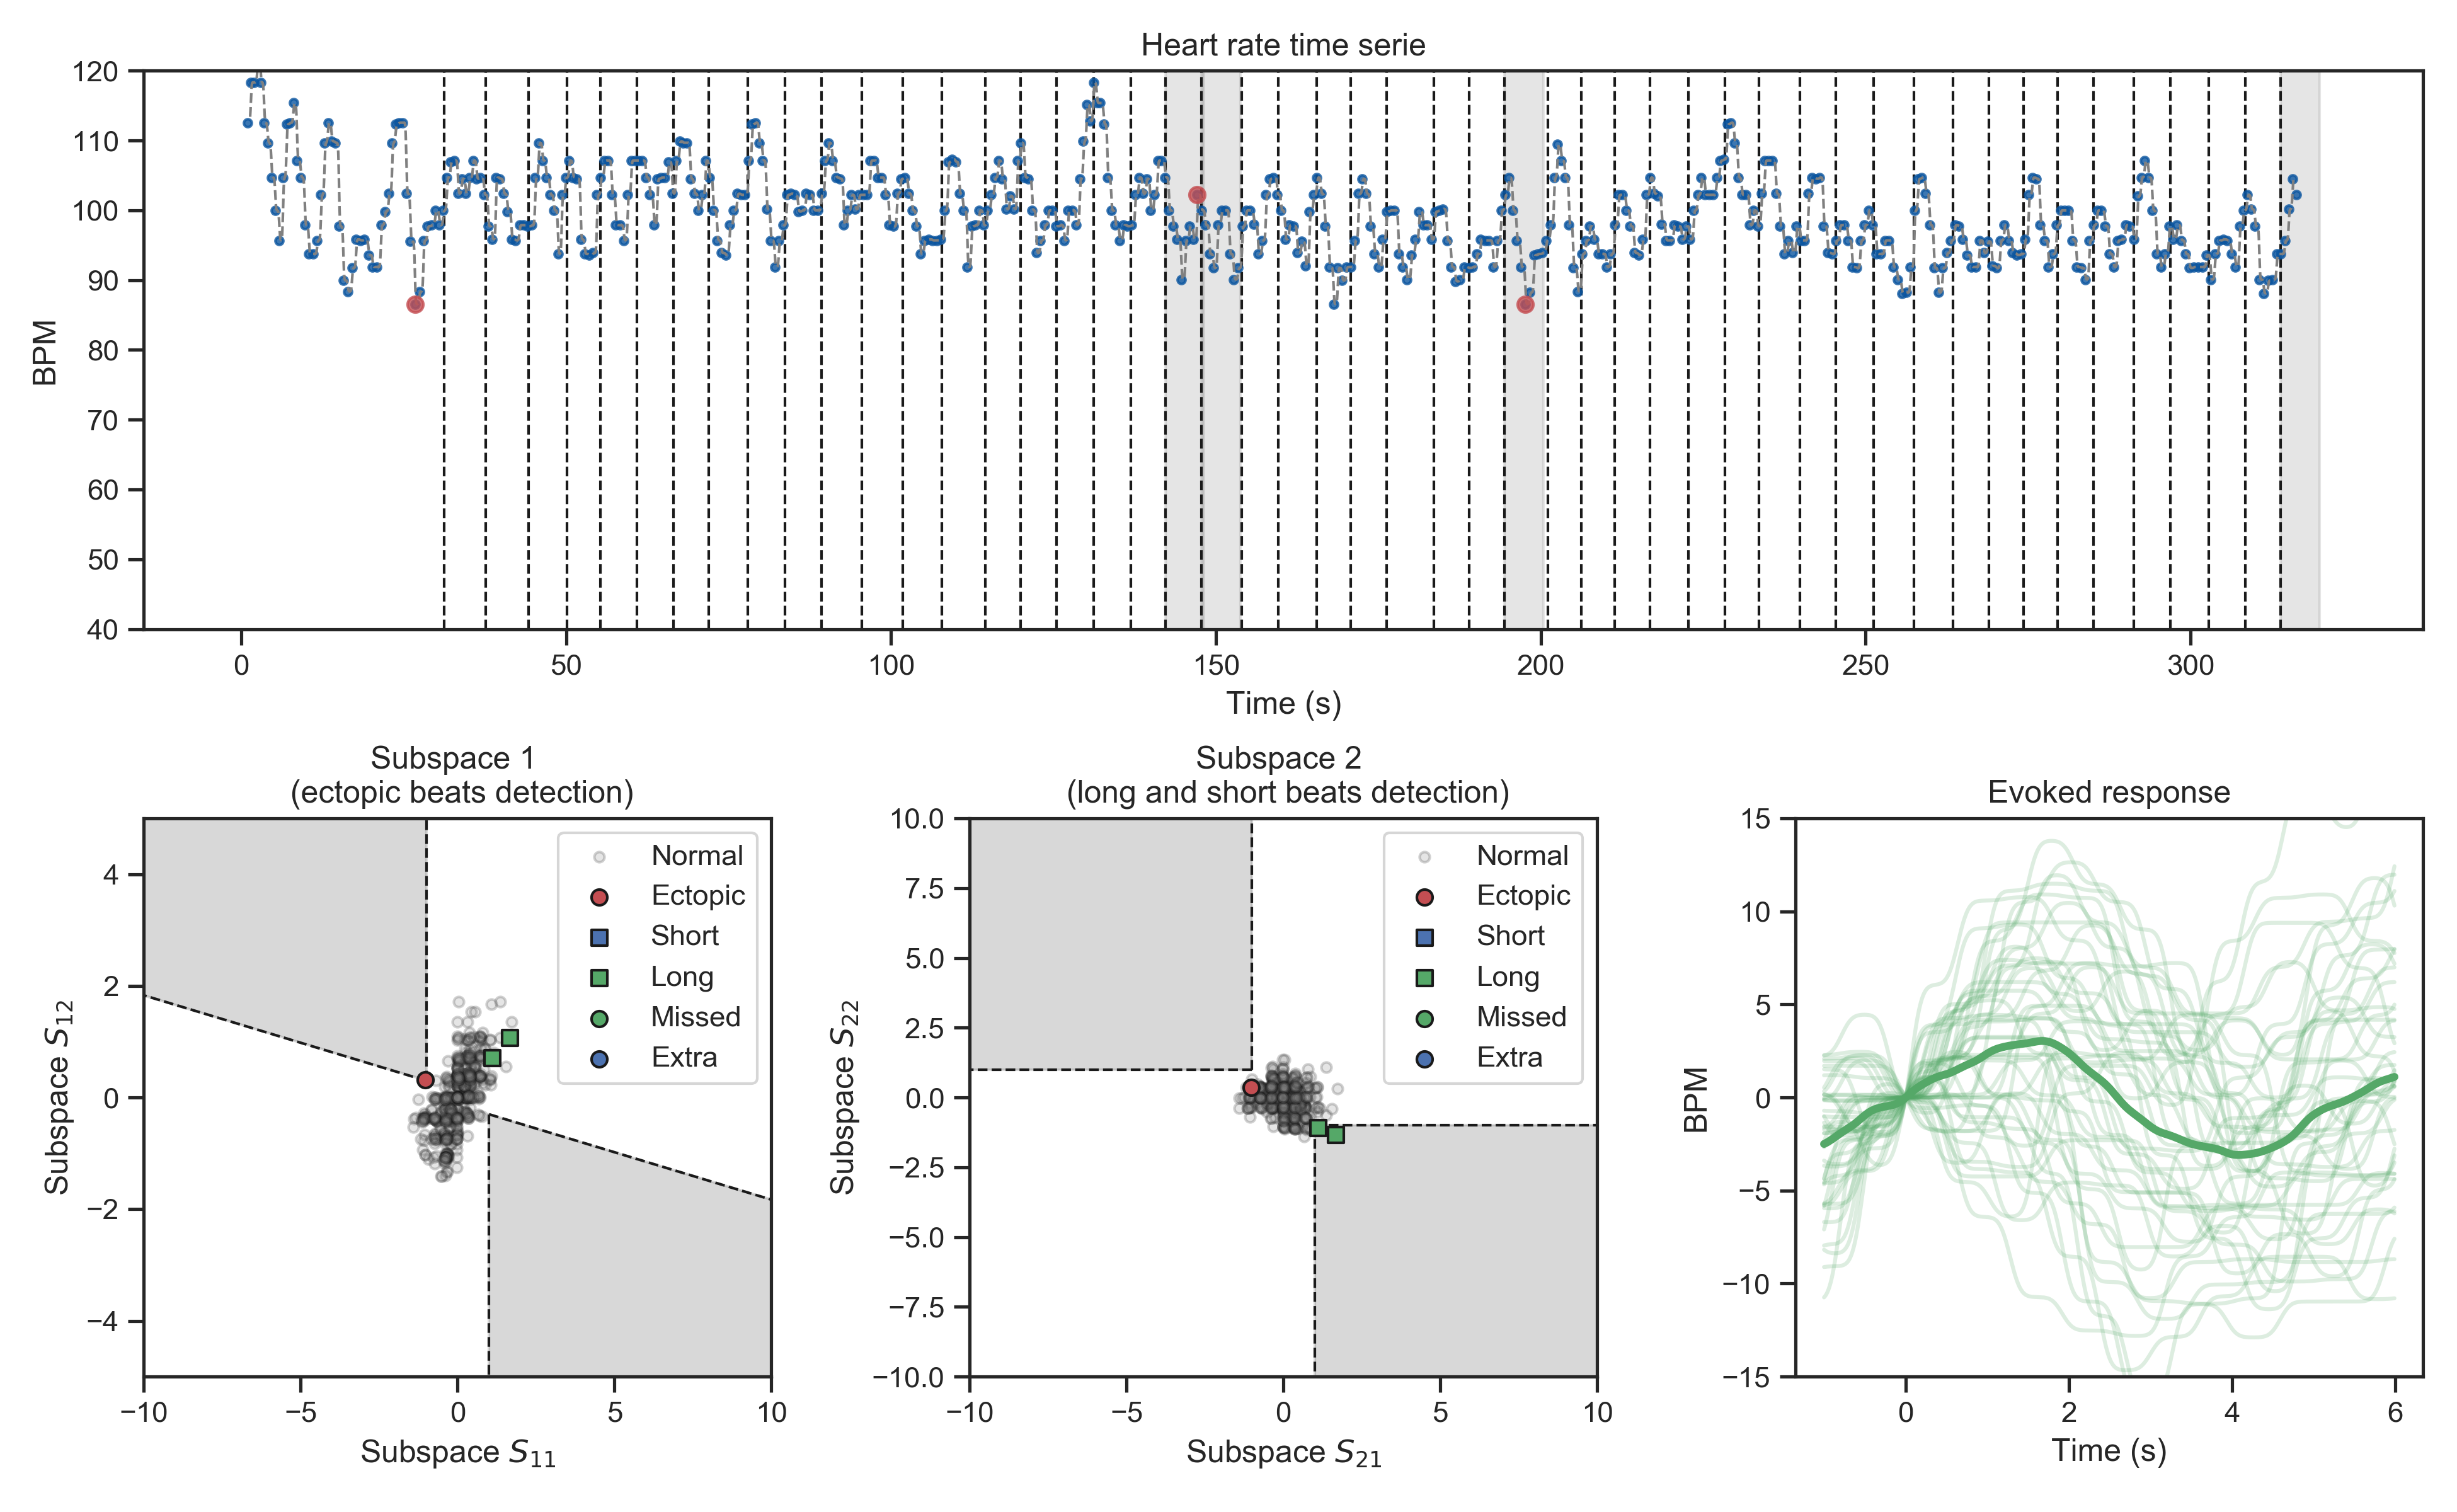 Heart rate time serie
120
110
100
90
80
70
60
50
40
BPM
0 50 100 150 200 250 300
Time (s)
Subspace 1
(ectopic beats detection)
4
2
0
−2
−4
Subspace S12
Normal
Ectopic
Short
Long
Missed
Extra
−10 −5 0 5 10
Subspace S11
Subspace 2
(long and short beats detection)
10.0
7.5
5.0
2.5
0.0
−2.5
−5.0
−7.5
−10.0
Subspace S22
Normal
Ectopic
Short
Long
Missed
Extra
−10 −5 0 5 10
Subspace S21
Evoked response
15
10
5
0
−5
−10
−15
BPM
0 2 4 6
Time (s)